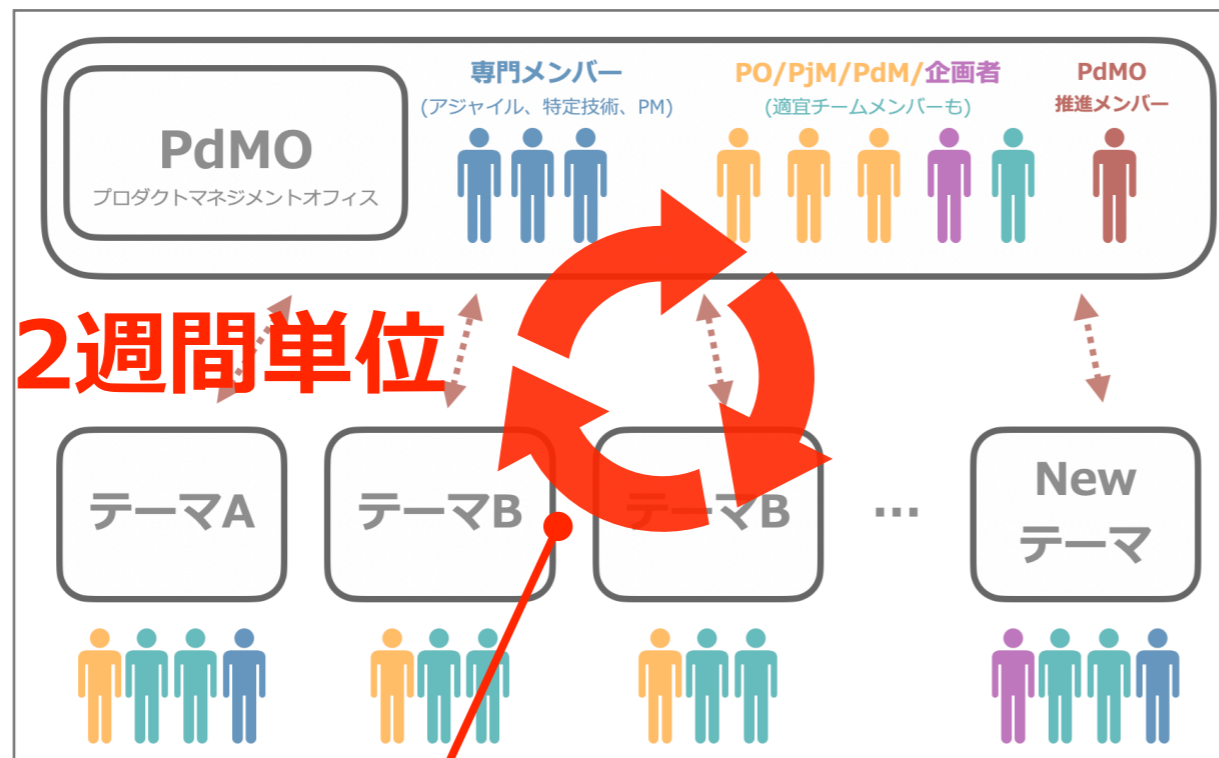 専門メンバー
(アジャイル、特定技術、PM)
PO/PjM/PdM/企画者
(適宜チームメンバーも)
PdMO
推進メンバー
PdMO
プロダクトマネジメントオフィス
2週間単位
テーマA
テーマB
テーマB
...
New
テーマ